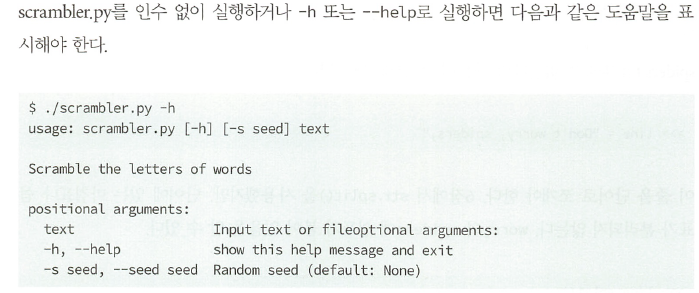 scrambler.py를 인수 없이 실행하거나 -h 또는 --help로 실행하면 다음과 같은 도움말을 표
시해야 한다.
$ ./scrambler.py -h
usage: scrambler.py [-h] [-s seed] text
Scramble the letters of words
positional arguments:
text Input text or fileoptional arguments:
-h, --help show this help message and exit
-s seed, --seed seed Random seed (default: None)